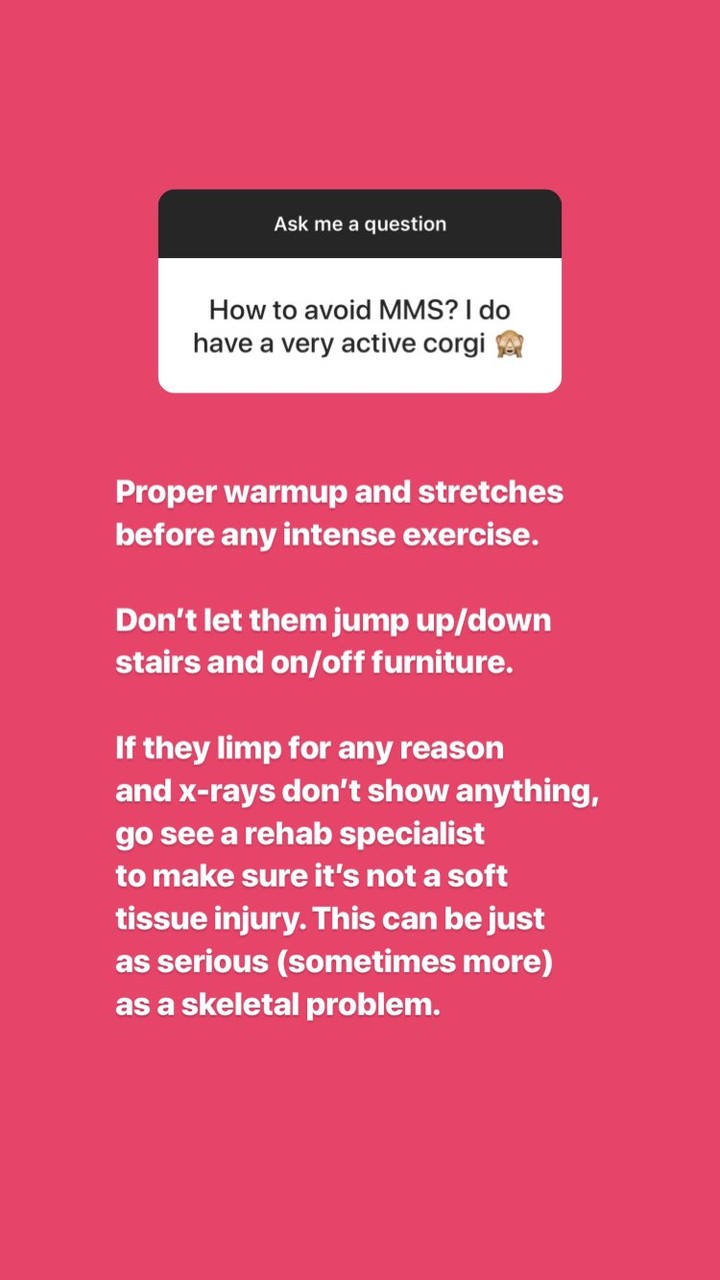 Ask me a question
How to avoid MMS? I do
have a very active corgi 🙈
Proper warmup and stretches
before any intense exercise.
Don’t let them jump up/down
stairs and on/off furniture.
If they limp for any reason
and x-rays don’t show anything,
go see a rehab specialist
to make sure it’s not a soft
tissue injury. This can be just
as serious (sometimes more)
as a skeletal problem.